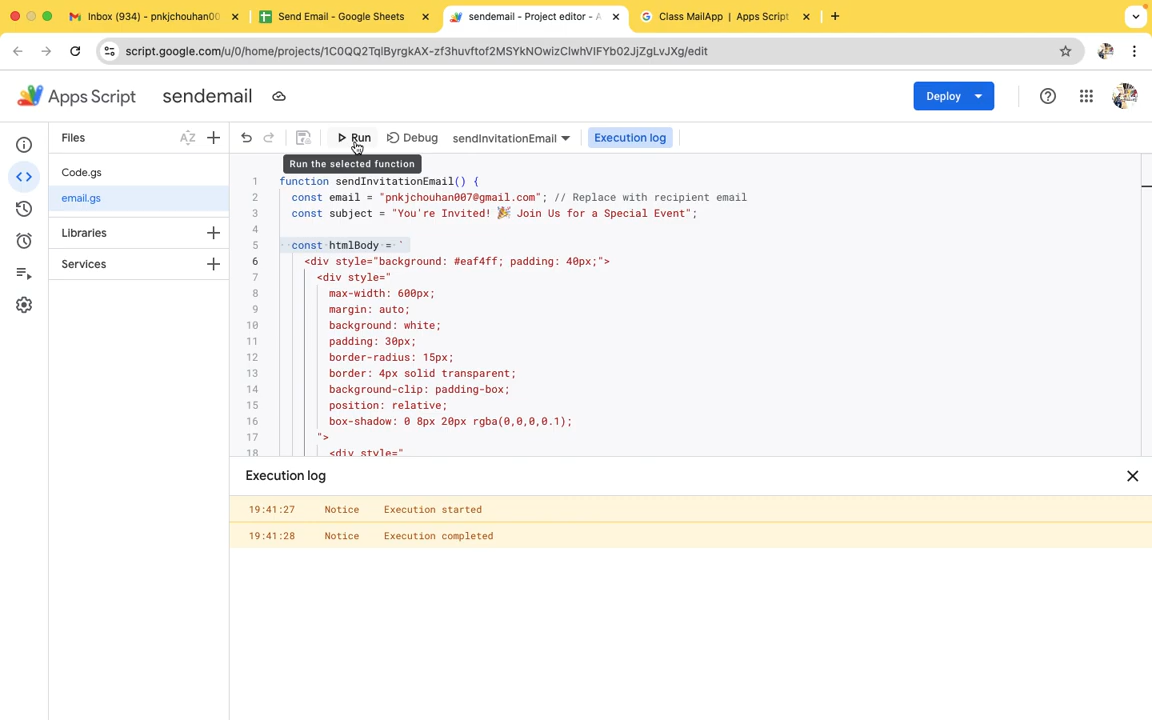 Inbox (934) - pnkjchouhan00
Send Email - Google Sheets
sendemail - Project editor - A
Class MailApp | Apps Script
script.google.com/u/0/home/projects/1C0QQ2TqlByrgkAX-zf3huvftof2MSYkNOwizClwhVIFYb02JjZgLvJXg/edit
Apps Script
sendemail
Deploy
Files
AZ
Run
Debug
sendInvitationEmail
Execution log
Run the selected function
Code.gs
email.gs
Libraries
Services
1 function sendInvitationEmail() {
2 const email = "pnkjchouhan007@gmail.com"; // Replace with recipient email
3 const subject = "You're Invited! 🎉 Join Us for a Special Event";
4
5 const htmlBody = `
6 <div style="background: #eaf4ff; padding: 40px;">
7 <div style="
8 max-width: 600px;
9 margin: auto;
10 background: white;
11 padding: 30px;
12 border-radius: 15px;
13 border: 4px solid transparent;
14 background-clip: padding-box;
15 position: relative;
16 box-shadow: 0 8px 20px rgba(0,0,0,0.1);
17 ">
18 <div style="
Execution log
19:41:27 Notice Execution started
19:41:28 Notice Execution completed